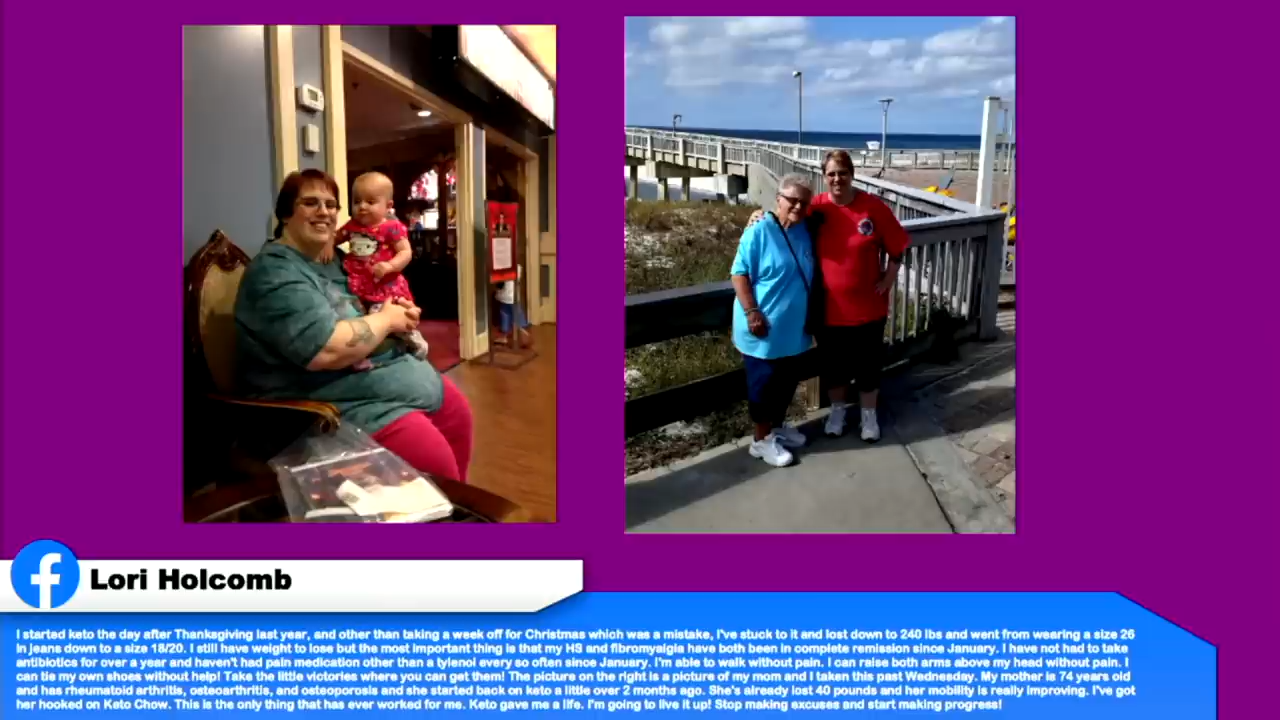 Lori Holcomb
I started keto the day after Thanksgiving last year, and other than taking a week off for Christmas which was a mistake, I've stuck to it and lost down to 240 lbs and went from wearing a size 26
in jeans down to a size 18/20. I still have weight to lose but the most important thing is that my HS and fibromyalgia have both been in complete remission since January. I have not had to take
antibiotics for over a year and haven't had pain medication other than a tylenol every so often since January. I'm able to walk without pain. I can raise both arms above my head without pain. I
can tie my own shoes without help! Take the little victories where you can get them! The picture on the right is a picture of my mom and I taken this past Wednesday. My mother is 74 years old
and has rheumatoid arthritis, osteoarthritis, and osteoporosis and she started back on keto a little over 2 months ago. She's already lost 40 pounds and her mobility is really improving. I've got
her hooked on Keto Chow. This is the only thing that has ever worked for me. Keto gave me a life. I'm going to live it up! Stop making excuses and start making progress!